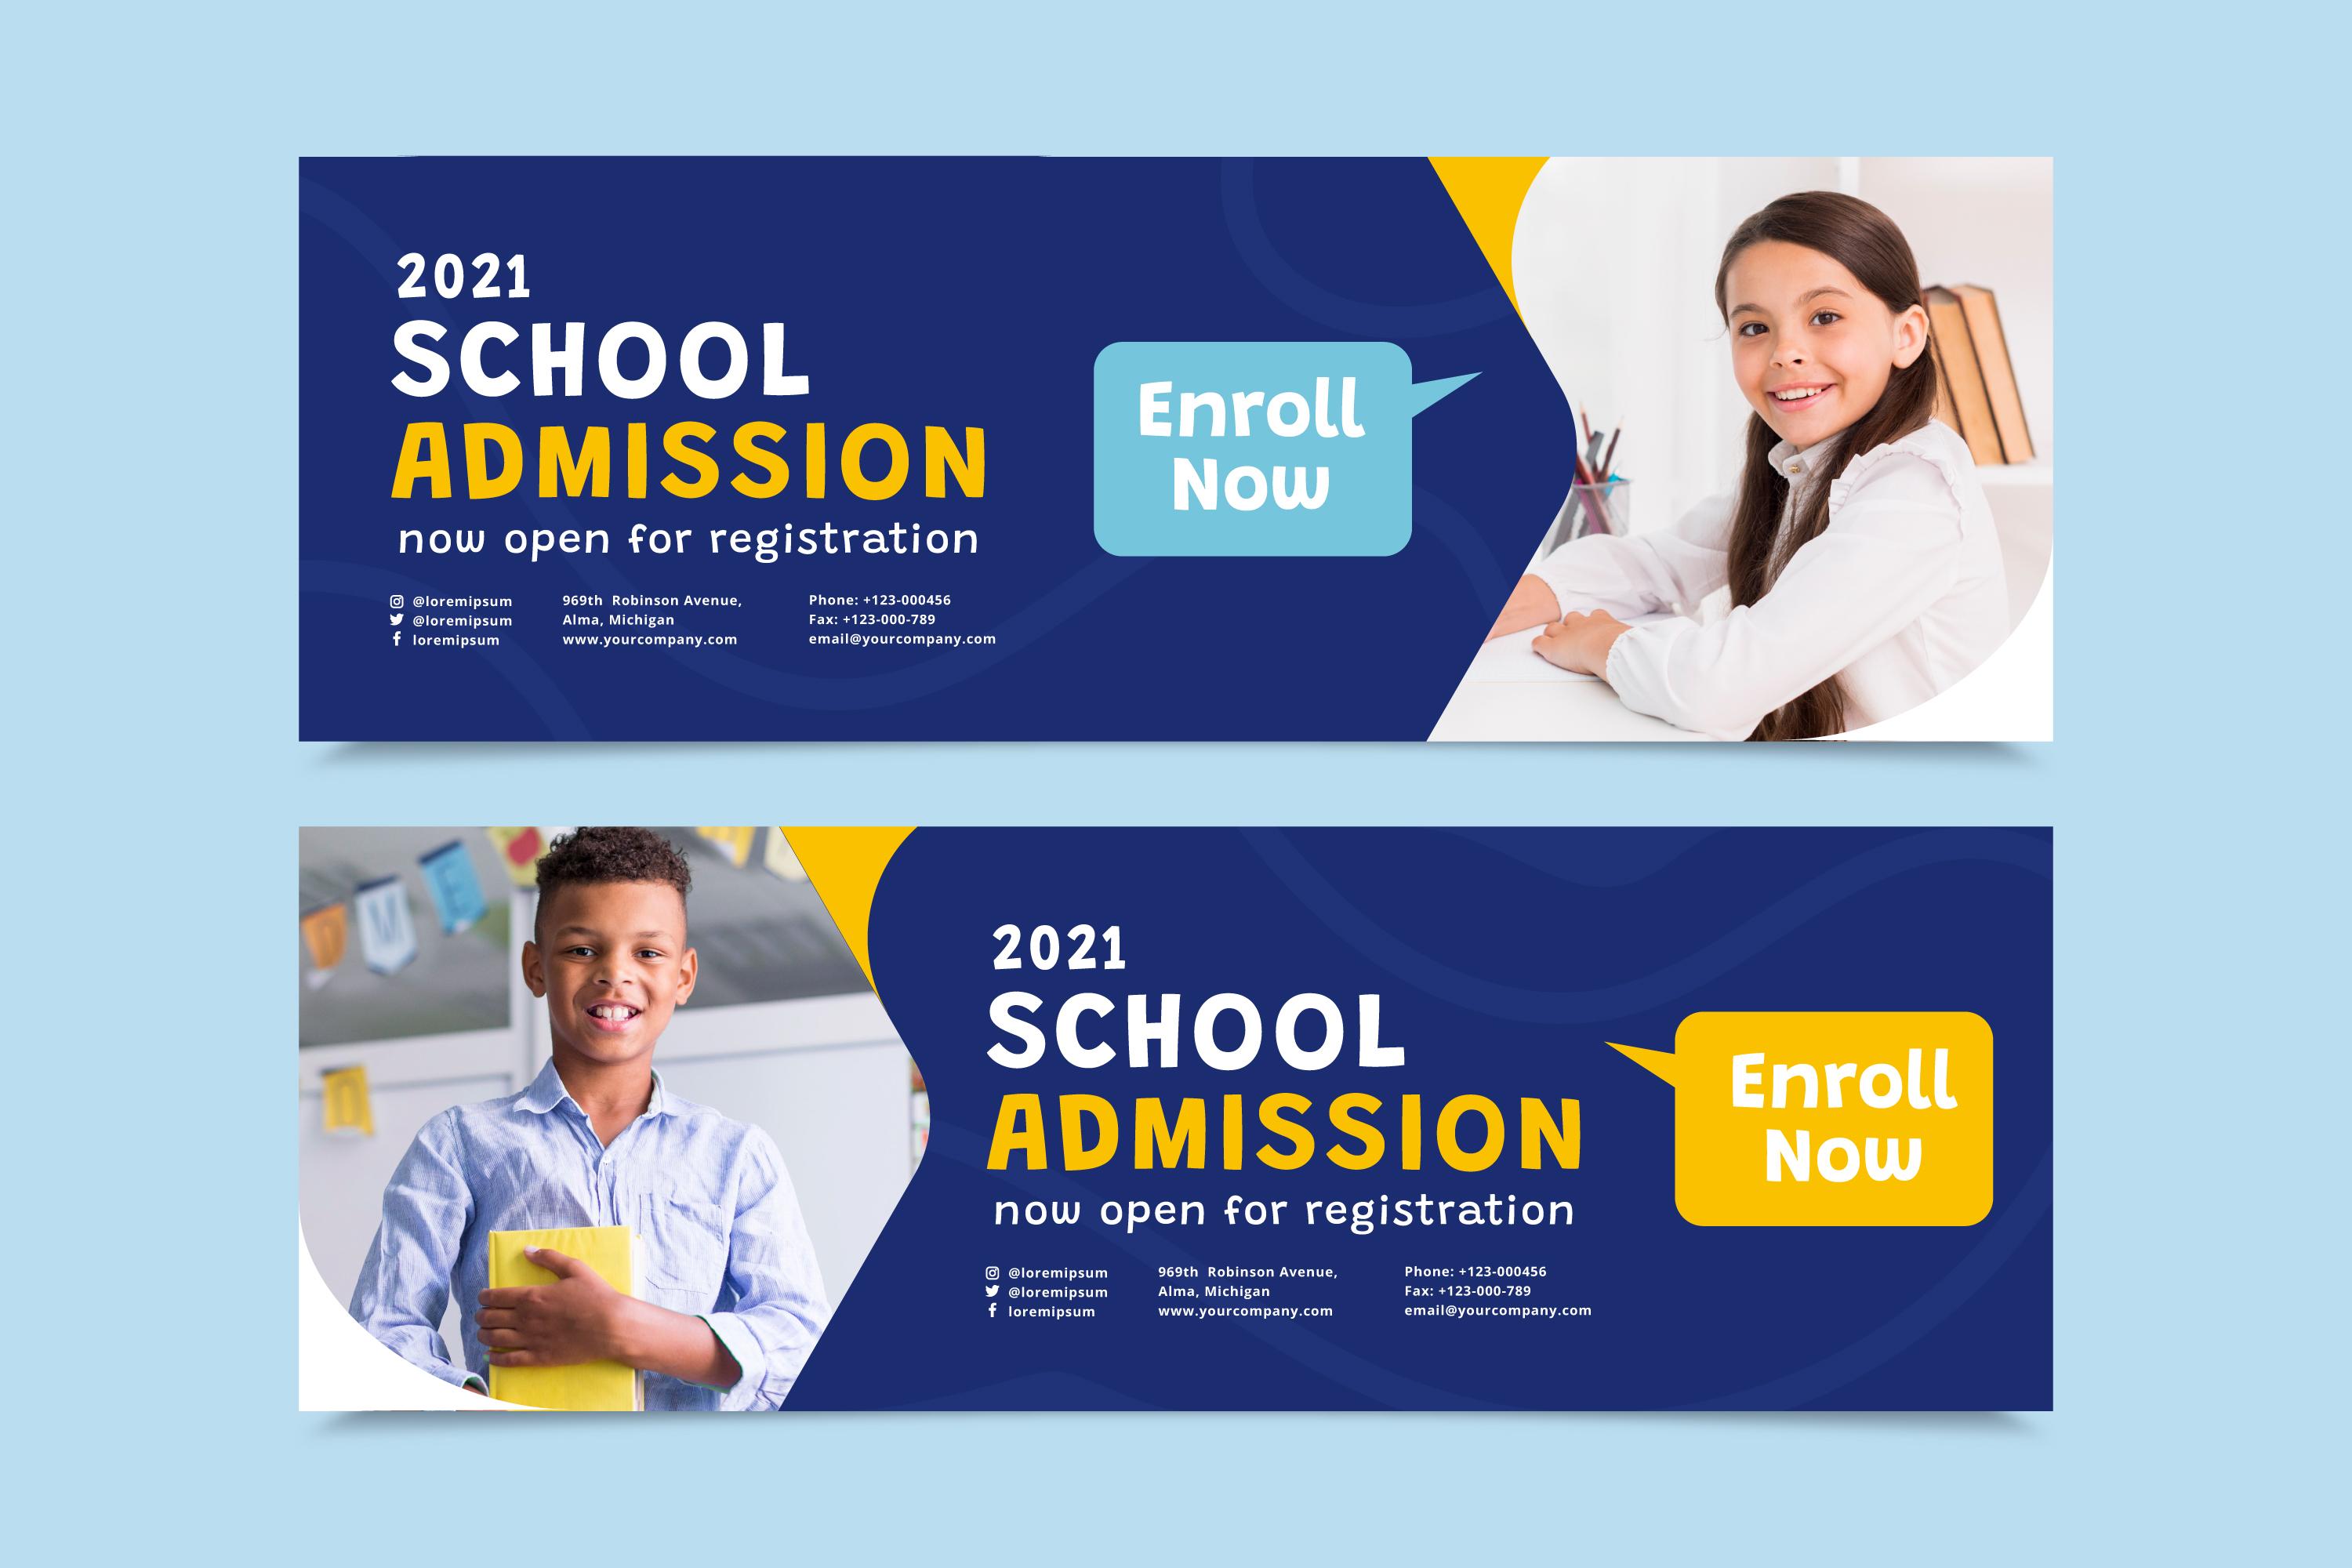 2021
SCHOOL
ADMISSION
now open for registration
@loremipsum
@loremipsum
loremipsum
969th Robinson Avenue,
Alma, Michigan
www.yourcompany.com
Phone: +123-000456
Fax: +123-000-789
email@yourcompany.com
Enroll
Now
2021
SCHOOL
ADMISSION
now open for registration
@loremipsum
@loremipsum
loremipsum
969th Robinson Avenue,
Alma, Michigan
www.yourcompany.com
Phone: +123-000456
Fax: +123-000-789
email@yourcompany.com
Enroll
Now